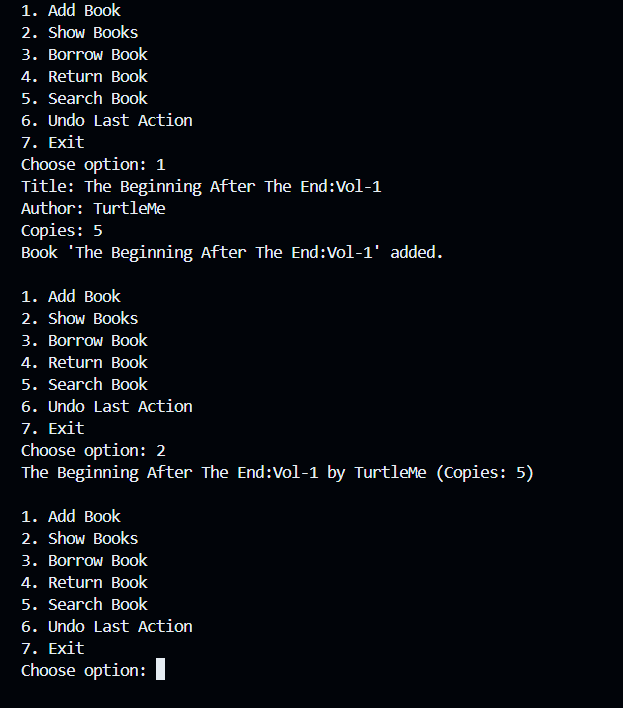 1. Add Book
2. Show Books
3. Borrow Book
4. Return Book
5. Search Book
6. Undo Last Action
7. Exit
Choose option: 1
Title: The Beginning After The End:Vol-1
Author: TurtleMe
Copies: 5
Book 'The Beginning After The End:Vol-1' added.
1. Add Book
2. Show Books
3. Borrow Book
4. Return Book
5. Search Book
6. Undo Last Action
7. Exit
Choose option: 2
The Beginning After The End:Vol-1 by TurtleMe (Copies: 5)
1. Add Book
2. Show Books
3. Borrow Book
4. Return Book
5. Search Book
6. Undo Last Action
7. Exit
Choose option: